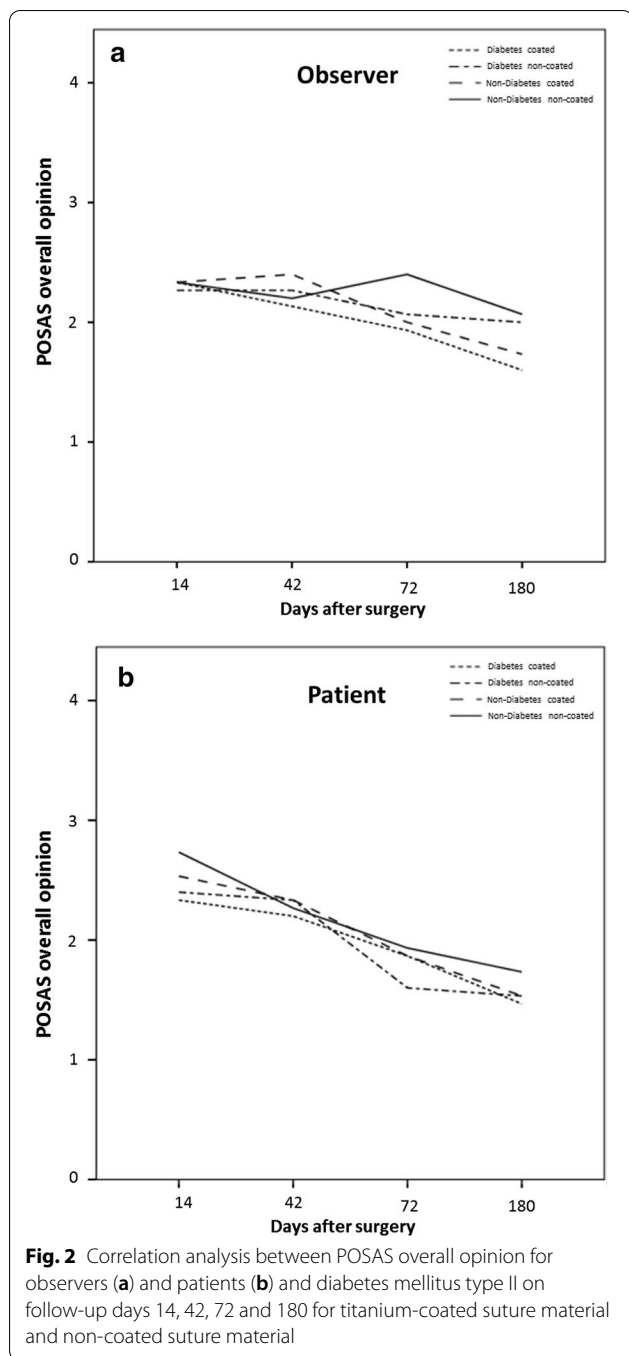 a
Observer
Diabetes coated
Diabetes non-coated
Non-Diabetes coated
Non-Diabetes non-coated
POSAS overall opinion
4
3
2
1
0
14 42 72 180
Days after surgery
b
Patient
Diabetes coated
Diabetes non-coated
Non-Diabetes coated
Non-Diabetes non-coated
POSAS overall opinion
4
3
2
1
0
14 42 72 180
Days after surgery
Fig. 2 Correlation analysis between POSAS overall opinion for
observers (a) and patients (b) and diabetes mellitus type II on
follow-up days 14, 42, 72 and 180 for titanium-coated suture material
and non-coated suture material